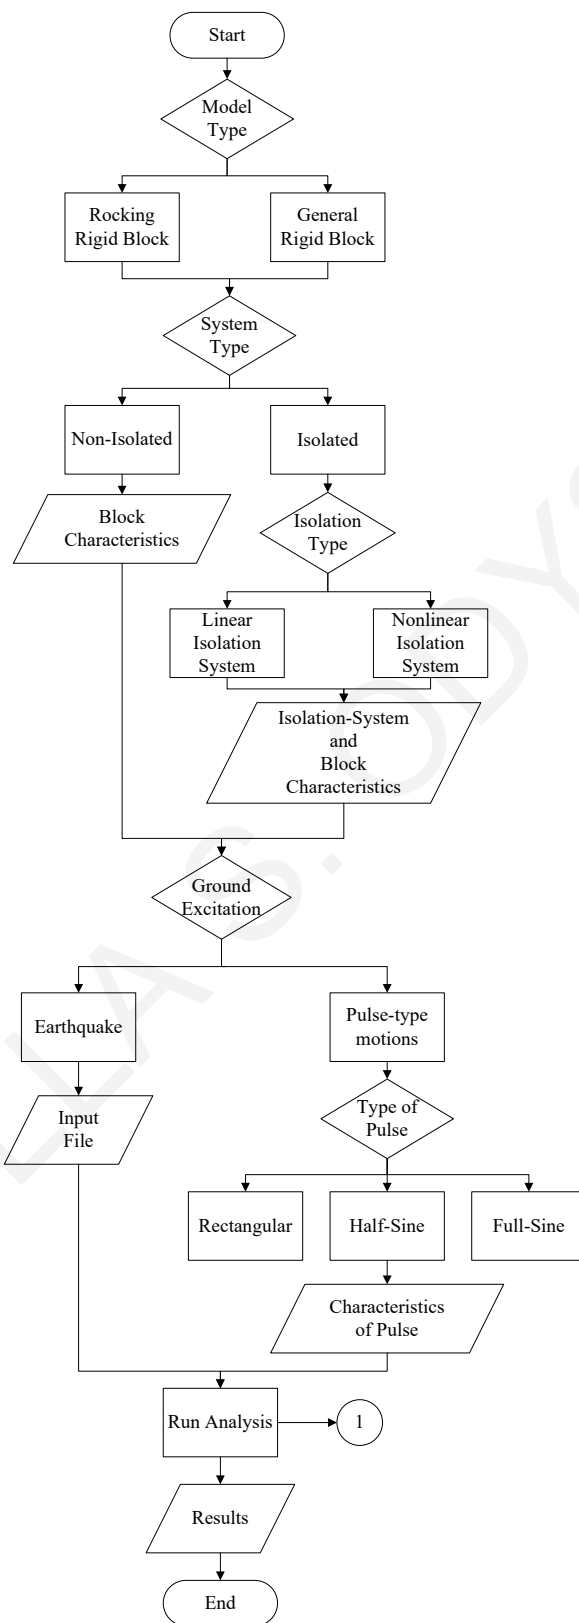 Start
Model
Type
Rocking
Rigid Block
General
Rigid Block
System
Type
Non-Isolated
Isolated
Block
Characteristics
Isolation
Type
Linear
Isolation
System
Nonlinear
Isolation
System
Isolation-System
and
Block
Characteristics
Ground
Excitation
Earthquake
Pulse-type
motions
Input
File
Type of
Pulse
Rectangular
Half-Sine
Full-Sine
Characteristics
of Pulse
Run Analysis
1
Results
End